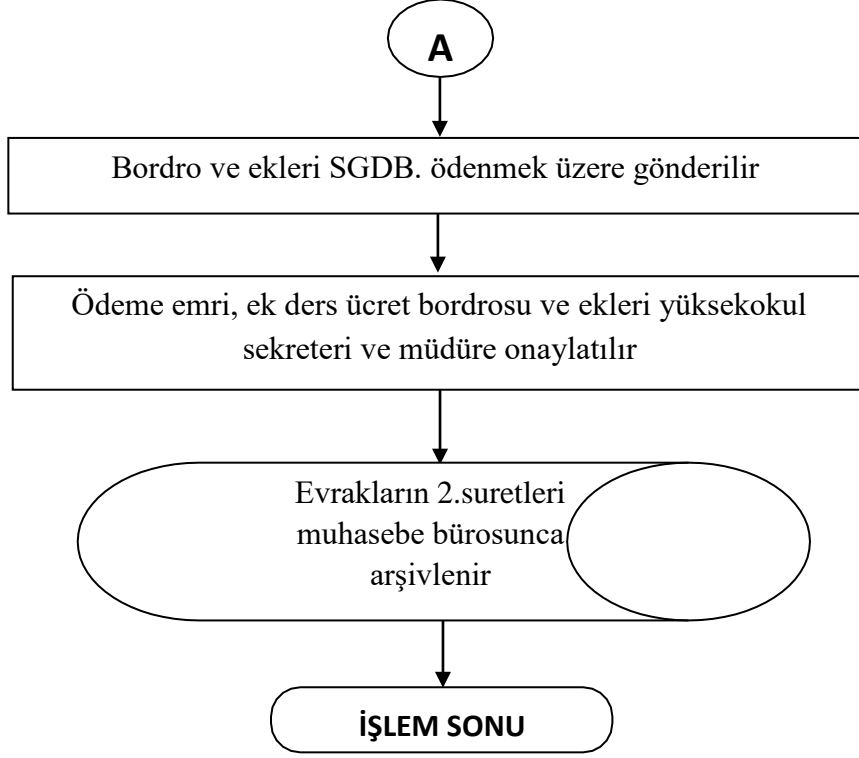 A
Bordro ve ekleri SGDB. ödenmek üzere gönderilir
Ödeme emri, ek ders ücret bordrosu ve ekleri yüksekokul
sekreteri ve müdüre onaylatılır
Evrakların 2.suretleri
muhasebe bürosunca
arşivlenir
İŞLEM SONU